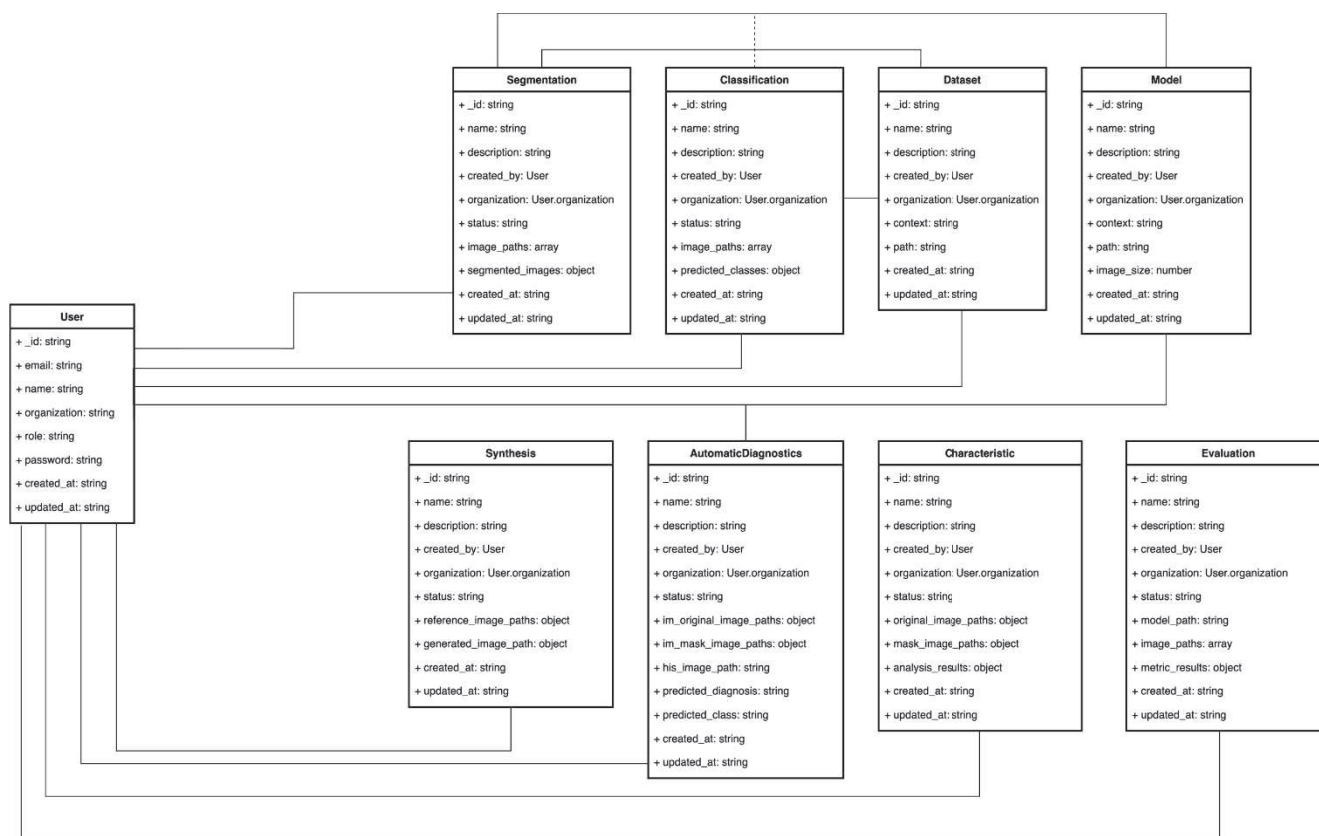 Segmentation
+ _id: string
+ name: string
+ description: string
+ created_by: User
+ organization: User.organization
+ status: string
+ image_paths: array
+ segmented_images: object
+ created_at: string
+ updated_at: string
Classification
+ _id: string
+ name: string
+ description: string
+ created_by: User
+ organization: User.organization
+ status: string
+ image_paths: array
+ predicted_classes: object
+ created_at: string
+ updated_at: string
Dataset
+ _id: string
+ name: string
+ description: string
+ created_by: User
+ organization: User.organization
+ context: string
+ path: string
+ created_at: string
+ updated_at: string
Model
+ _id: string
+ name: string
+ description: string
+ created_by: User
+ organization: User.organization
+ context: string
+ path: string
+ image_size: number
+ created_at: string
+ updated_at: string
User
+ _id: string
+ email: string
+ name: string
+ organization: string
+ role: string
+ password: string
+ created_at: string
+ updated_at: string
Synthesis
+ _id: string
+ name: string
+ description: string
+ created_by: User
+ organization: User.organization
+ status: string
+ reference_image_paths: object
+ generated_image_path: object
+ created_at: string
+ updated_at: string
AutomaticDiagnostics
+ _id: string
+ name: string
+ description: string
+ created_by: User
+ organization: User.organization
+ status: string
+ im_original_image_paths: object
+ im_mask_image_paths: object
+ his_image_path: string
+ predicted_diagnosis: string
+ predicted_class: string
+ created_at: string
+ updated_at: string
Characteristic
+ _id: string
+ name: string
+ description: string
+ created_by: User
+ organization: User.organization
+ status: string
+ original_image_paths: object
+ mask_image_paths: object
+ analysis_results: object
+ created_at: string
+ updated_at: string
Evaluation
+ _id: string
+ name: string
+ description: string
+ created_by: User
+ organization: User.organization
+ status: string
+ model_path: string
+ image_paths: array
+ metric_results: object
+ created_at: string
+ updated_at: string